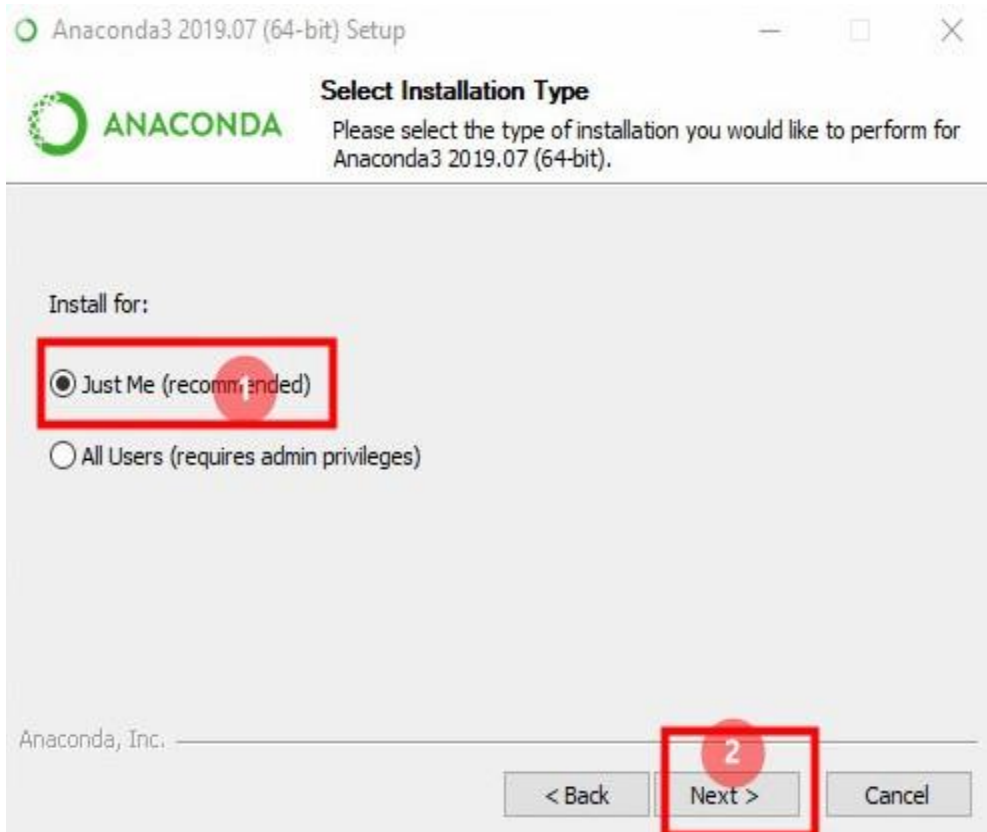 Anaconda3 2019.07 (64-bit) Setup
ANACONDA
Select Installation Type
Please select the type of installation you would like to perform for
Anaconda3 2019.07 (64-bit).
Install for:
Just Me (recommended)
1
All Users (requires admin privileges)
Anaconda, Inc.
2
< Back
Next >
Cancel